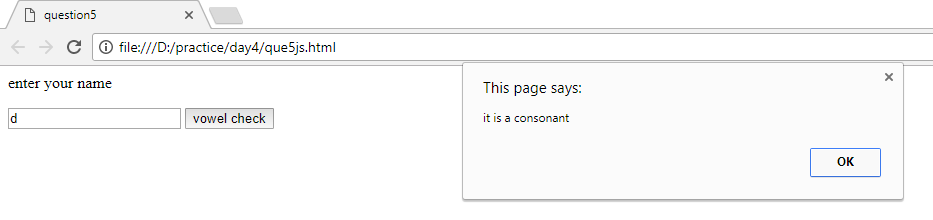 question5
file:///D:/practice/day4/que5js.html
enter your name
d vowel check
This page says:
it is a consonant
OK